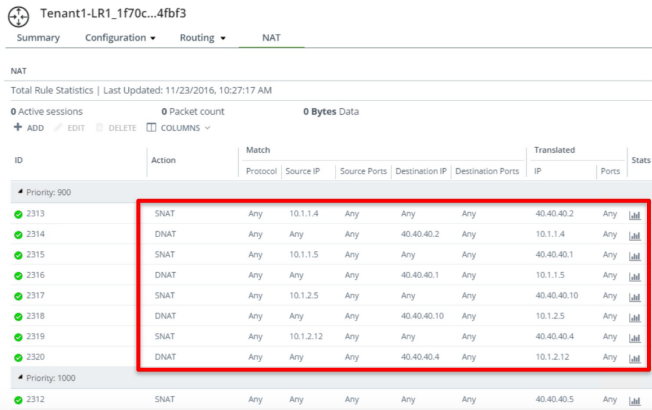 Tenant1-LR1_1f70c...4fbf3
Summary Configuration Routing NAT
NAT
Total Rule Statistics | Last Updated: 11/23/2016, 10:27:17 AM
0 Active sessions 0 Packet count 0 Bytes Data
+ ADD EDIT DELETE COLUMNS
Match Translated
ID Action Stats
Protocol Source IP Source Ports Destination IP Destination Ports IP Ports
Priority: 900
2313 SNAT Any 10.1.1.4 Any Any Any 40.40.40.2 Any
2314 DNAT Any Any Any 40.40.40.2 Any 10.1.1.4 Any
2315 SNAT Any 10.1.1.5 Any Any Any 40.40.40.1 Any
2316 DNAT Any Any Any 40.40.40.1 Any 10.1.1.5 Any
2317 SNAT Any 10.1.2.5 Any Any Any 40.40.40.10 Any
2318 DNAT Any Any Any 40.40.40.10 Any 10.1.2.5 Any
2319 SNAT Any 10.1.2.12 Any Any Any 40.40.40.4 Any
2320 DNAT Any Any Any 40.40.40.4 Any 10.1.2.12 Any
Priority: 1000
2312 SNAT Any Any Any Any Any 40.40.40.5 Any